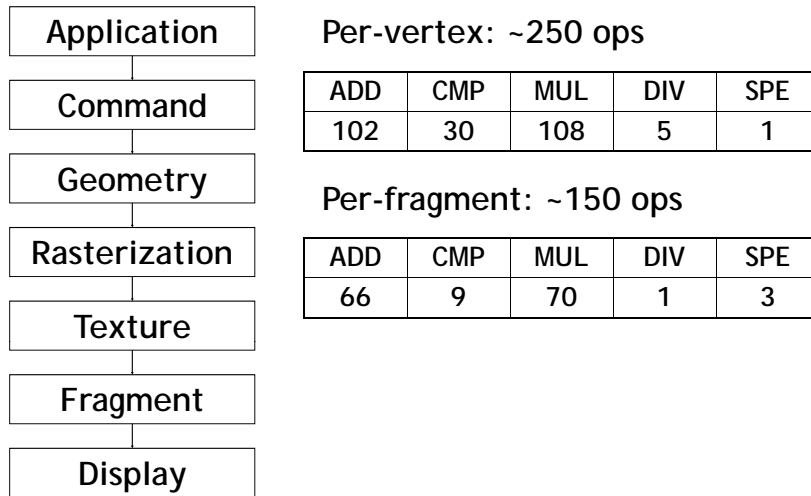 Application
Command
Geometry
Rasterization
Texture
Fragment
Display
Per-vertex: ~250 ops
ADD CMP MUL DIV SPE
102 30 108 5 1
Per-fragment: ~150 ops
ADD CMP MUL DIV SPE
66 9 70 1 3